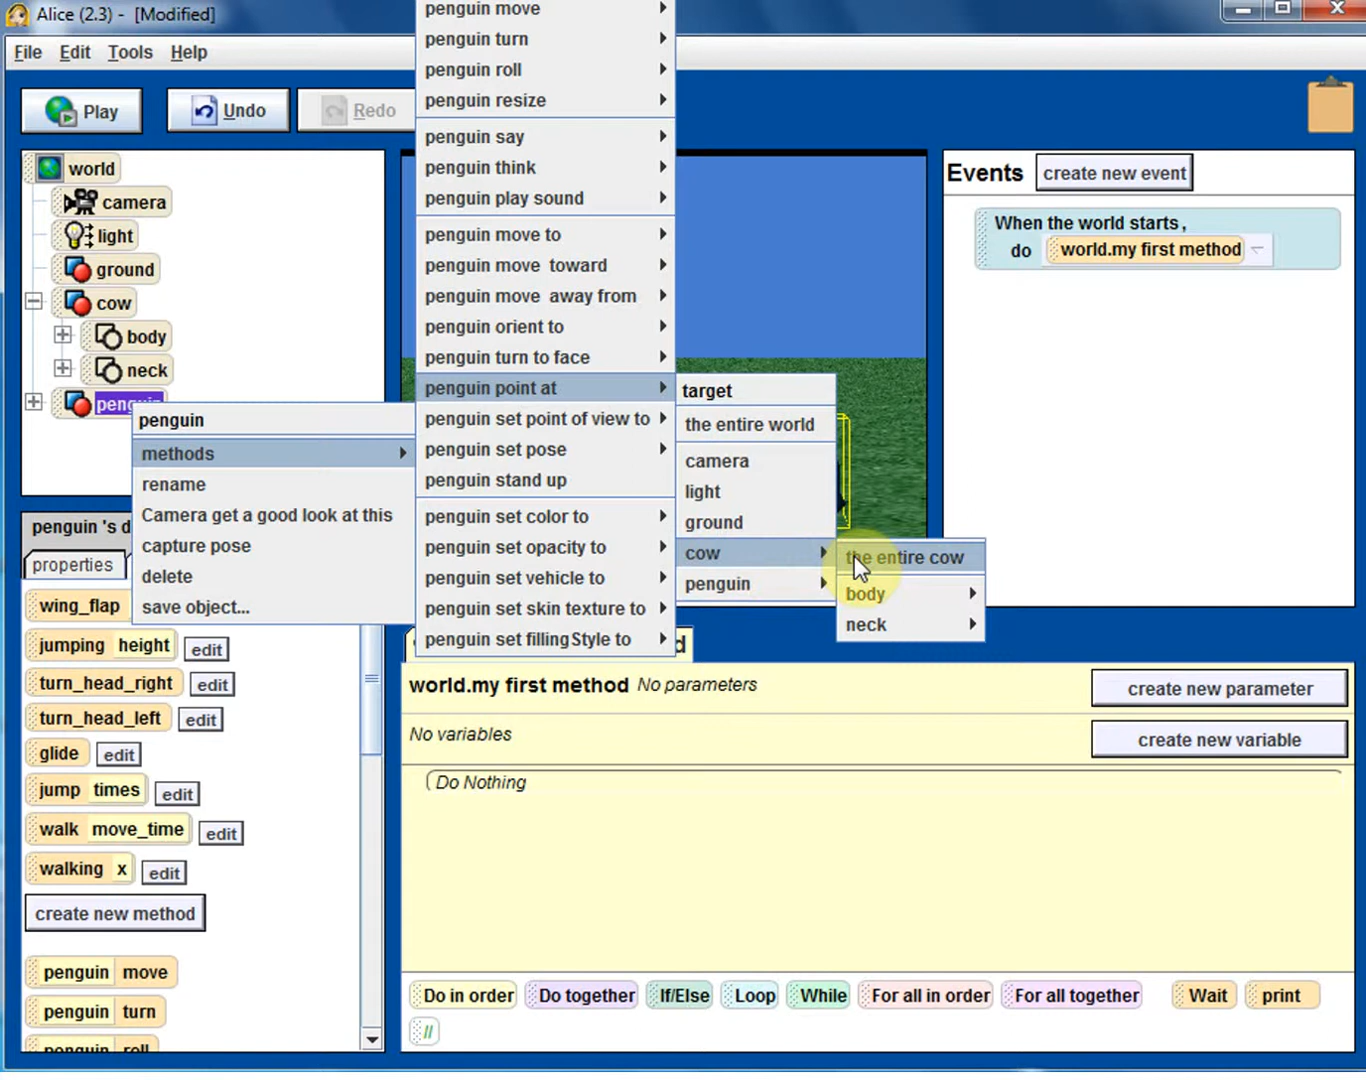 Alice (2.3) - [Modified]
File Edit Tools Help
Play Undo Redo
world
camera
light
ground
cow
body
neck
penguin
methods
rename
Camera get a good look at this
capture pose
delete
save object...
penguin move
penguin turn
penguin roll
penguin resize
penguin say
penguin think
penguin play sound
penguin move to
penguin move toward
penguin move away from
penguin orient to
penguin turn to face
penguin point at
penguin set point of view to
penguin set pose
penguin stand up
penguin set color to
penguin set opacity to
penguin set vehicle to
penguin set skin texture to
penguin set fillingStyle to
target
the entire world
camera
light
ground
cow
penguin
the entire cow
body
neck
Events create new event
When the world starts,
do world.my first method
penguin 's d
properties
wing_flap
jumping height edit
turn_head_right edit
turn_head_left edit
glide edit
jump times edit
walk move_time edit
walking x edit
create new method
penguin move
penguin turn
penguin roll
world.my first method No parameters create new parameter
No variables create new variable
Do Nothing
Do in order Do together If/Else Loop While For all in order For all together Wait print
//